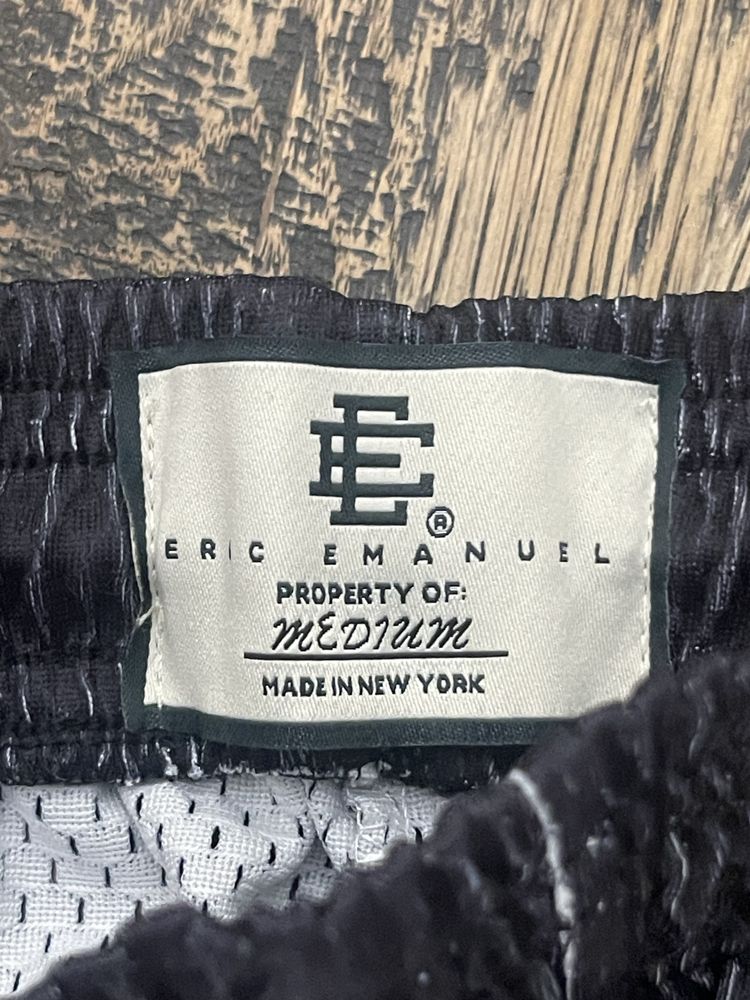 EE®
ERIC EMANUEL
PROPERTY OF:
MEDIUM
MADE IN NEW YORK